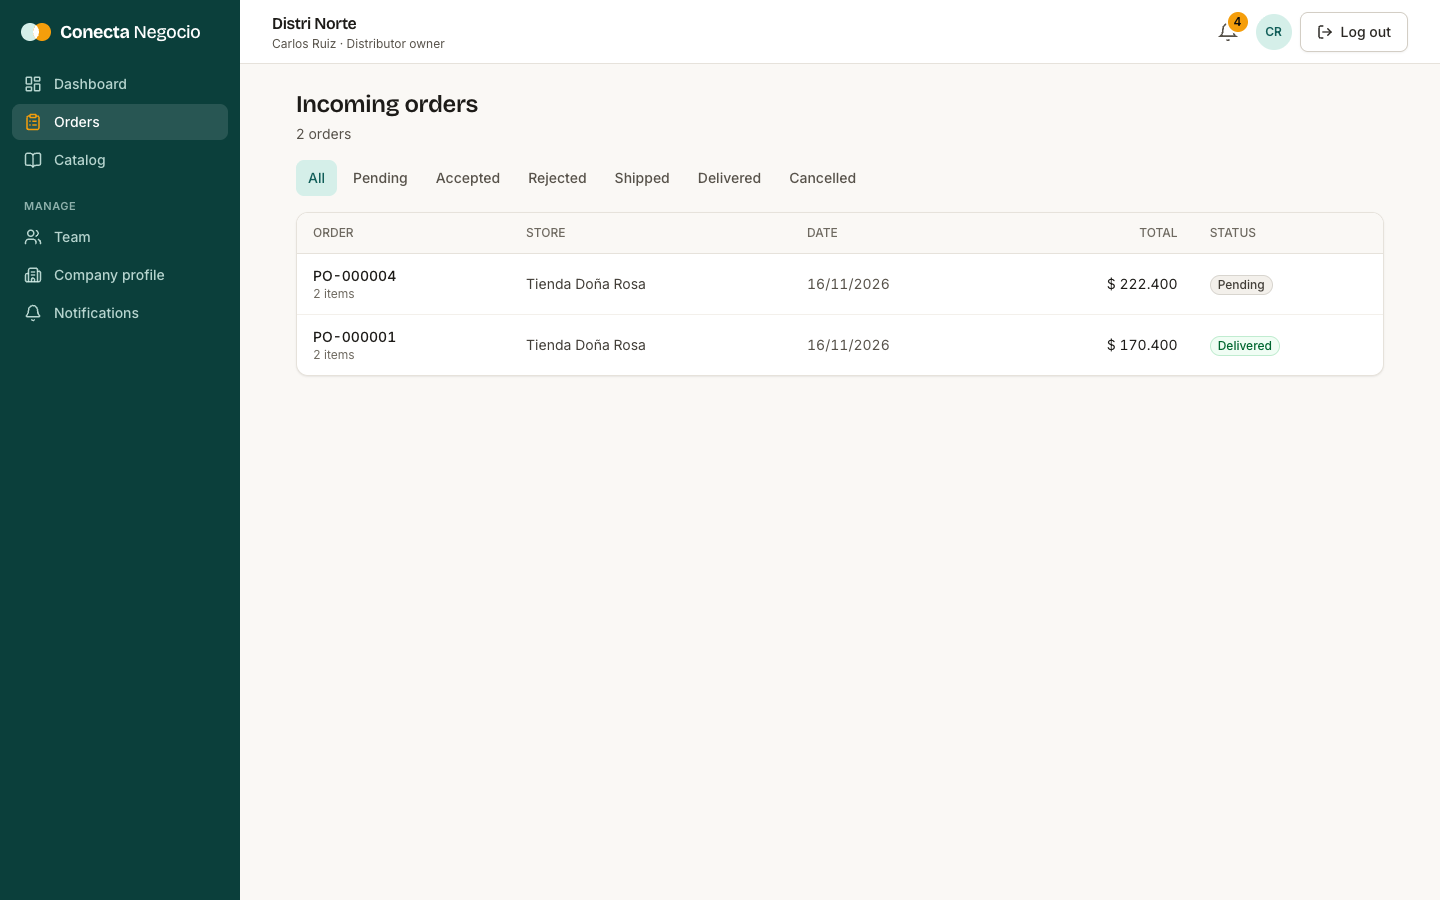 Conecta Negocio
Dashboard
Orders
Catalog
MANAGE
Team
Company profile
Notifications
Distri Norte
Carlos Ruiz · Distributor owner
4
CR
Log out
Incoming orders
2 orders
All Pending Accepted Rejected Shipped Delivered Cancelled
ORDER STORE DATE TOTAL STATUS
PO-000004 Tienda Doña Rosa 16/11/2026 $ 222.400 Pending
2 items
PO-000001 Tienda Doña Rosa 16/11/2026 $ 170.400 Delivered
2 items